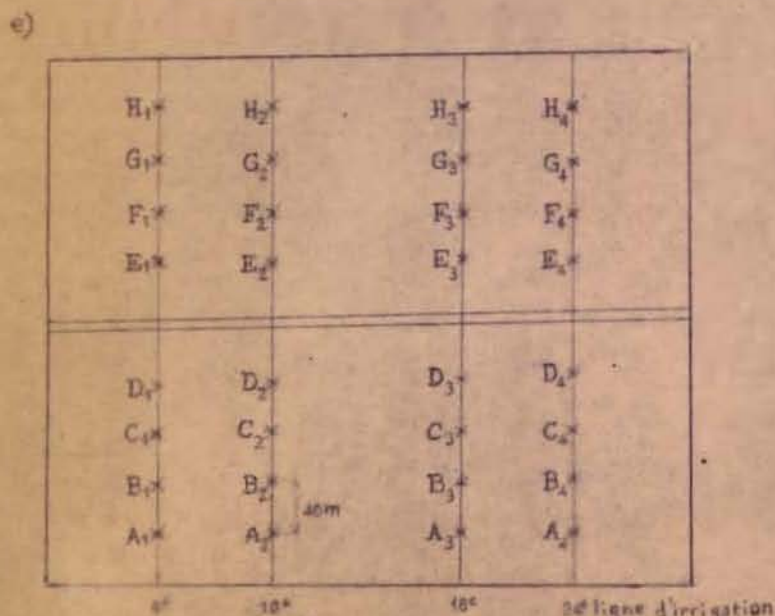 e)
H₁ H₂ H₃ H₄
G₁ G₂ G₃ G₄
F₁ F₂ F₃ F₄
E₁ E₂ E₃ E₄
D₁ D₂ D₃ D₄
C₁ C₂ C₃ C₄
B₁ B₂ B₃ B₄
40m
A₁ A₂ A₃ A₄
ligne d'irrigation